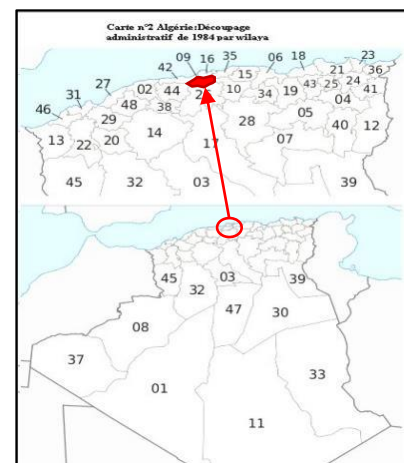 Carte n°2 Algérie:Découpage
administratif de 1984 par wilaya
09 16 35 06 18 23
42 15 21 36
27 02 44 10 34 19 43 25 24 41
31 48 38 04
46 29 28 05 40 12
13 22 20 14 17 07
45 32 03 39
45 03 39
32 47 30
08
37 33
01
11